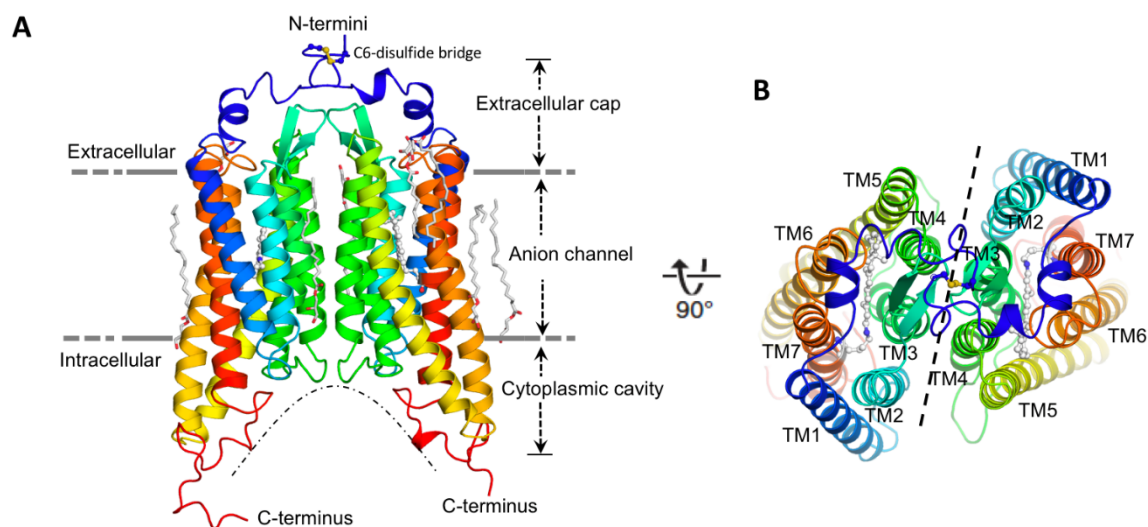 A
N-termini
C6-disulfide bridge
Extracellular cap
Extracellular
Anion channel
Intracellular
Cytoplasmic cavity
C-terminus
C-terminus
90°
B
TM1
TM5
TM2
TM4
TM6
TM3
TM7
TM7
TM3
TM6
TM4
TM2
TM5
TM1